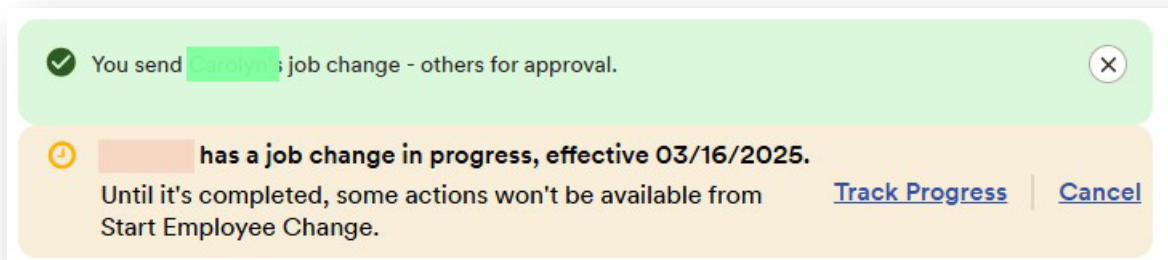 You send Carolyn's job change - others for approval.
has a job change in progress, effective 03/16/2025.
Until it's completed, some actions won't be available from
Start Employee Change.
Track Progress
Cancel